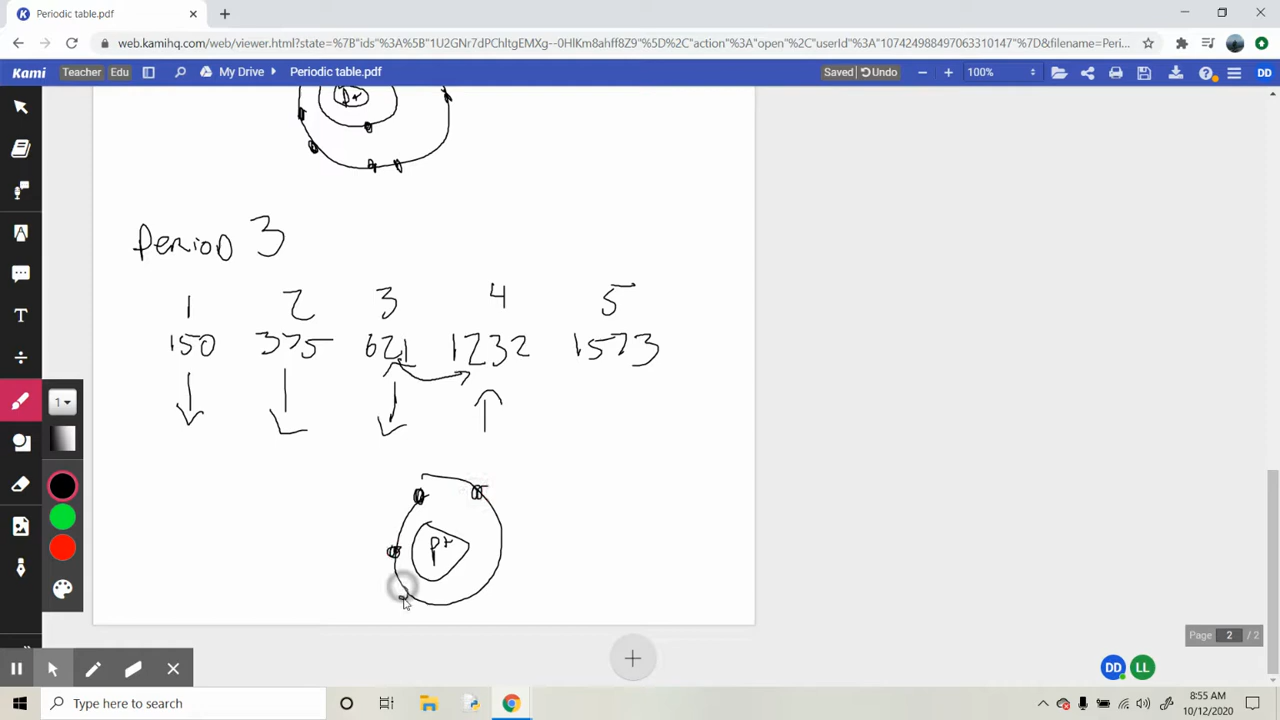 Periodic table.pdf
web.kamihq.com/web/viewer.html?state=%7B"ids"%3A%5B"1U2GNr7dPChltgEMXg--0HlKm8ahff8Z9"%5D%2C"action"%3A"open"%2C"userId"%3A"107424988497063310147"%7D&filename=Peri...
Kami Teacher Edu My Drive Periodic table.pdf Saved Undo 100% DD
P+
Period 3
1 2 3 4 5
150 375 621 1232 1573
P+
T
1
Page 2 / 2
DD LL
Type here to search
8:55 AM
10/12/2020